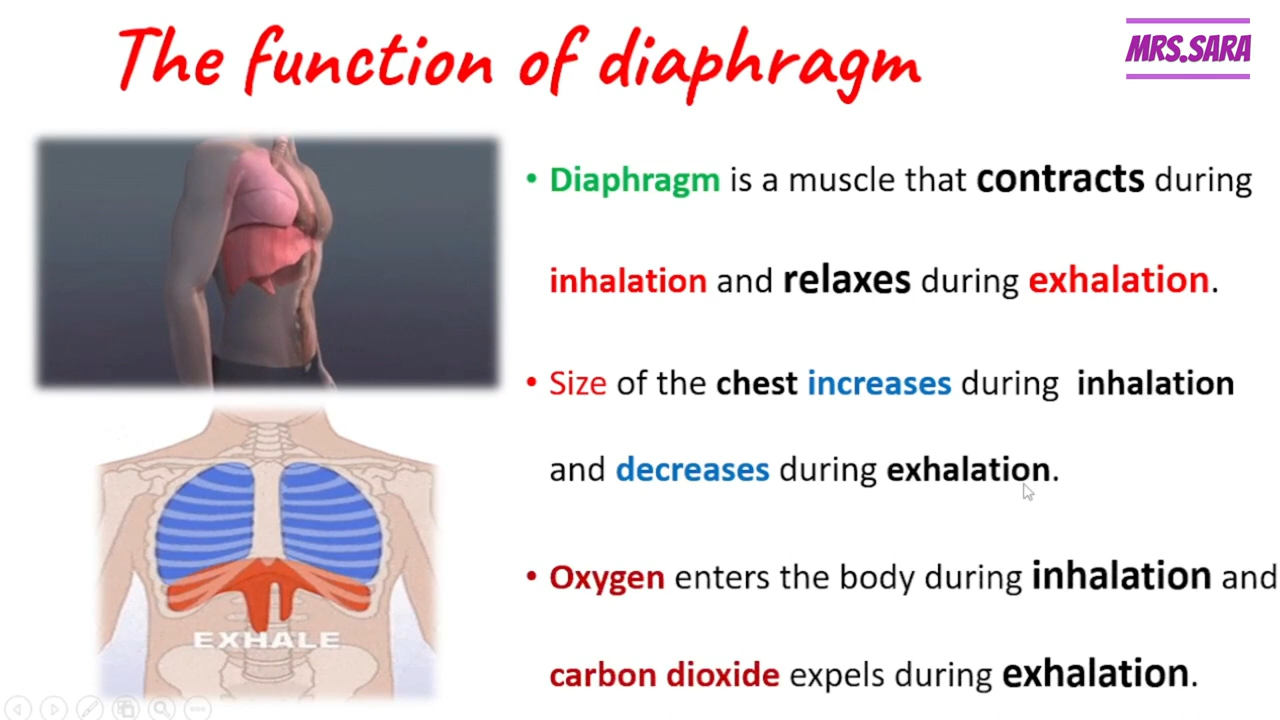 The function of diaphragm
MRS.SARA
• Diaphragm is a muscle that contracts during
inhalation and relaxes during exhalation.
• Size of the chest increases during inhalation
and decreases during exhalation.
• Oxygen enters the body during inhalation and
carbon dioxide expels during exhalation.
EXHALE